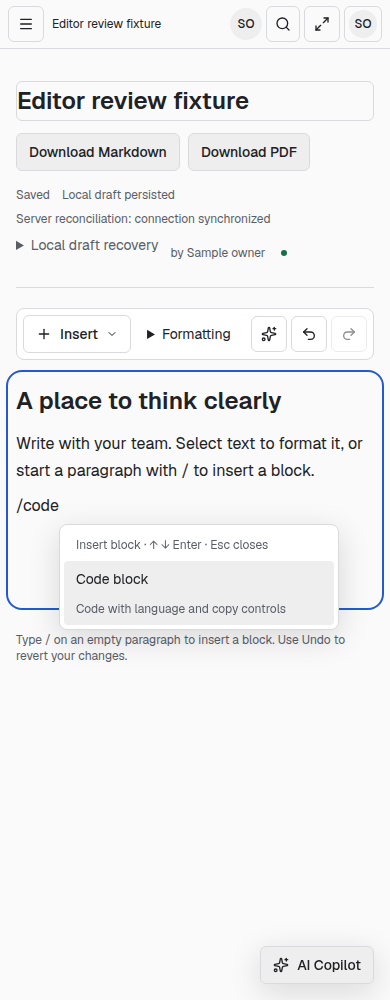 Editor review fixture
SO
SO
Editor review fixture
Download Markdown
Download PDF
Saved Local draft persisted
Server reconciliation: connection synchronized
Local draft recovery by Sample owner
Insert
Formatting
A place to think clearly
Write with your team. Select text to format it, or
start a paragraph with / to insert a block.
/code
Insert block · ↑ ↓ Enter · Esc closes
Code block
Code with language and copy controls
Type / on an empty paragraph to insert a block. Use Undo to
revert your changes.
AI Copilot